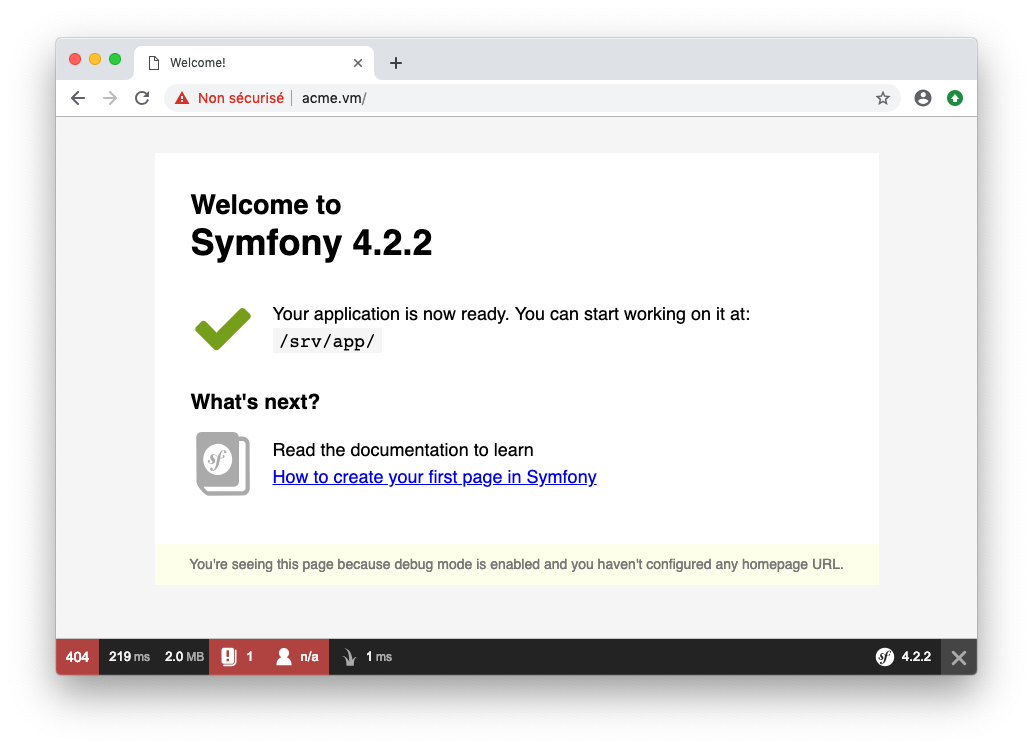 Welcome!
Non sécurisé acme.vm/
Welcome to
Symfony 4.2.2
Your application is now ready. You can start working on it at:
/srv/app/
What's next?
sf
Read the documentation to learn
How to create your first page in Symfony
You're seeing this page because debug mode is enabled and you haven't configured any homepage URL.
404 219 ms 2.0 MB 1 n/a 1 ms sf 4.2.2